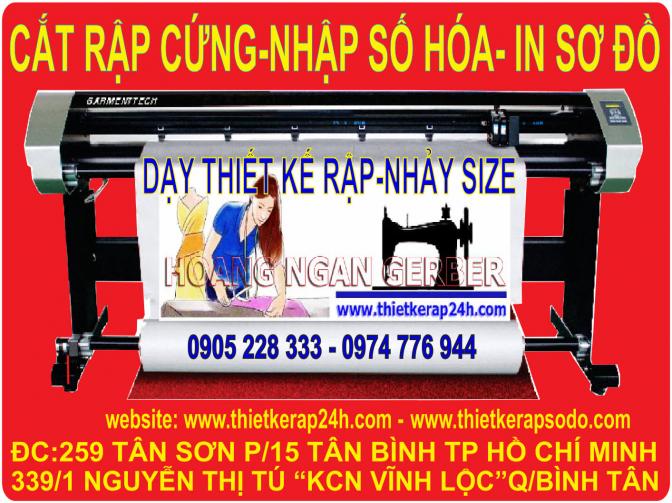 CẮT RẬP CỨNG-NHẬP SỐ HÓA- IN SƠ ĐỒ
GARMENTTECH
DẠY THIẾT KẾ RẬP-NHẢY SIZE
HOANG NGAN GERBER
www.thietkerap24h.com
0905 228 333 - 0974 776 944
website: www.thietkerap24h.com - www.thietkerapsodo.com
ĐC:259 TÂN SƠN P/15 TÂN BÌNH TP HỒ CHÍ MINH
339/1 NGUYỄN THỊ TÚ “KCN VĨNH LỘC”Q/BÌNH TÂN